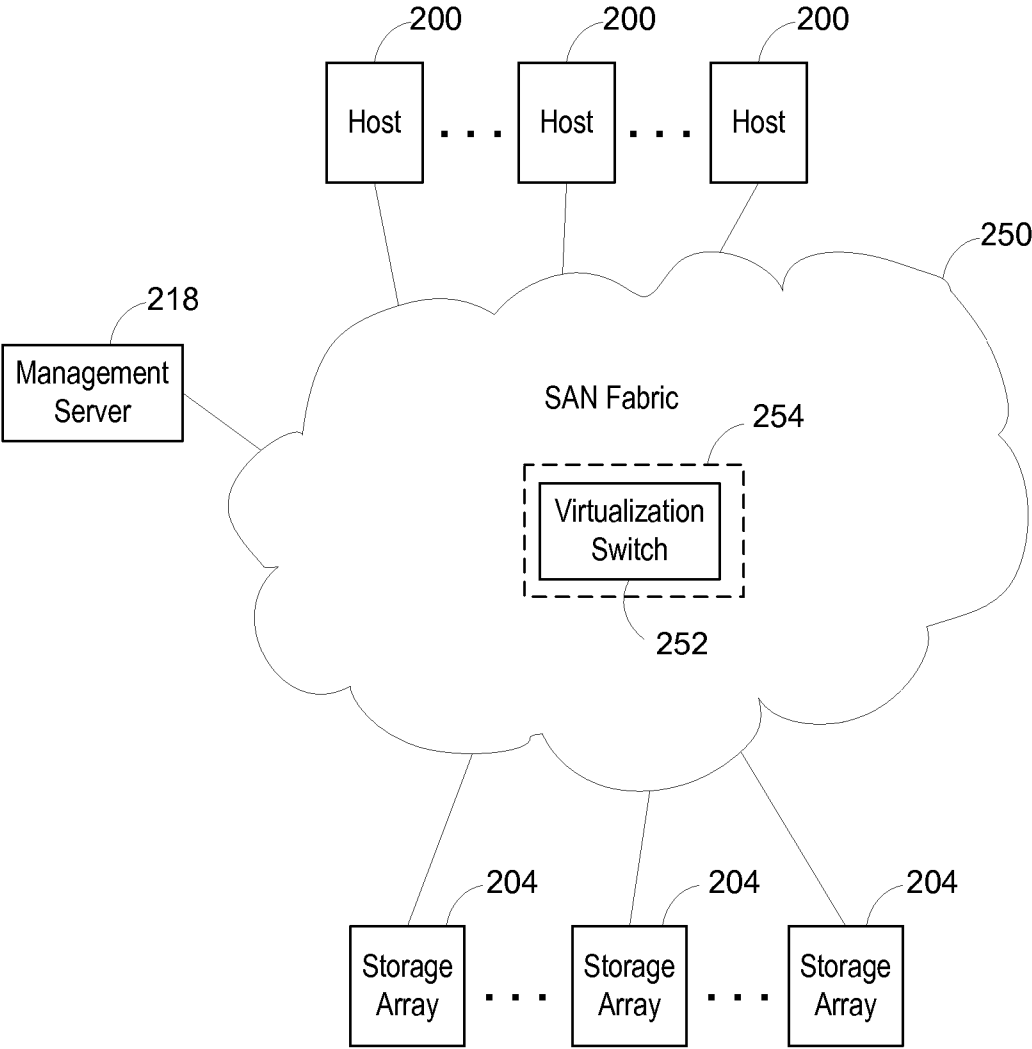 200 200 200
Host . . . Host . . . Host
250
218
Management
Server
SAN Fabric
254
Virtualization
Switch
252
204 204 204
Storage Storage Storage
Array . . . Array . . . Array